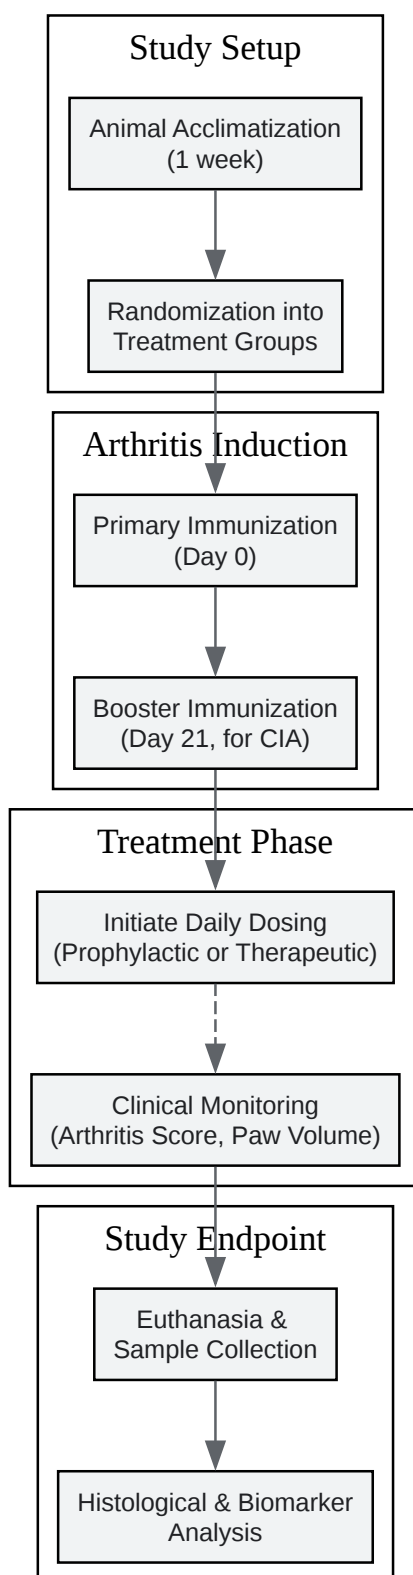 Study Setup
Animal Acclimatization
(1 week)
Randomization into
Treatment Groups
Arthritis Induction
Primary Immunization
(Day 0)
Booster Immunization
(Day 21, for CIA)
Treatment Phase
Initiate Daily Dosing
(Prophylactic or Therapeutic)
Clinical Monitoring
(Arthritis Score, Paw Volume)
Study Endpoint
Euthanasia &
Sample Collection
Histological & Biomarker
Analysis